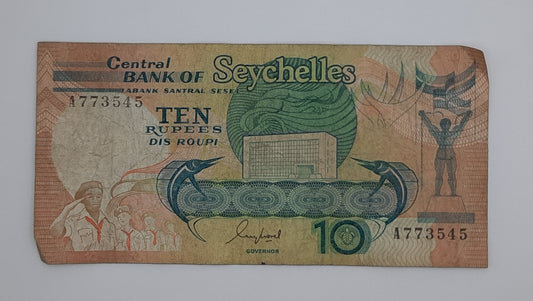 Central
BANK OF Seychelles
LABANK SANTRAL SESEL
A773545
TEN
RUPEES
DIS ROUPI
GOVERNOR
10
A773545